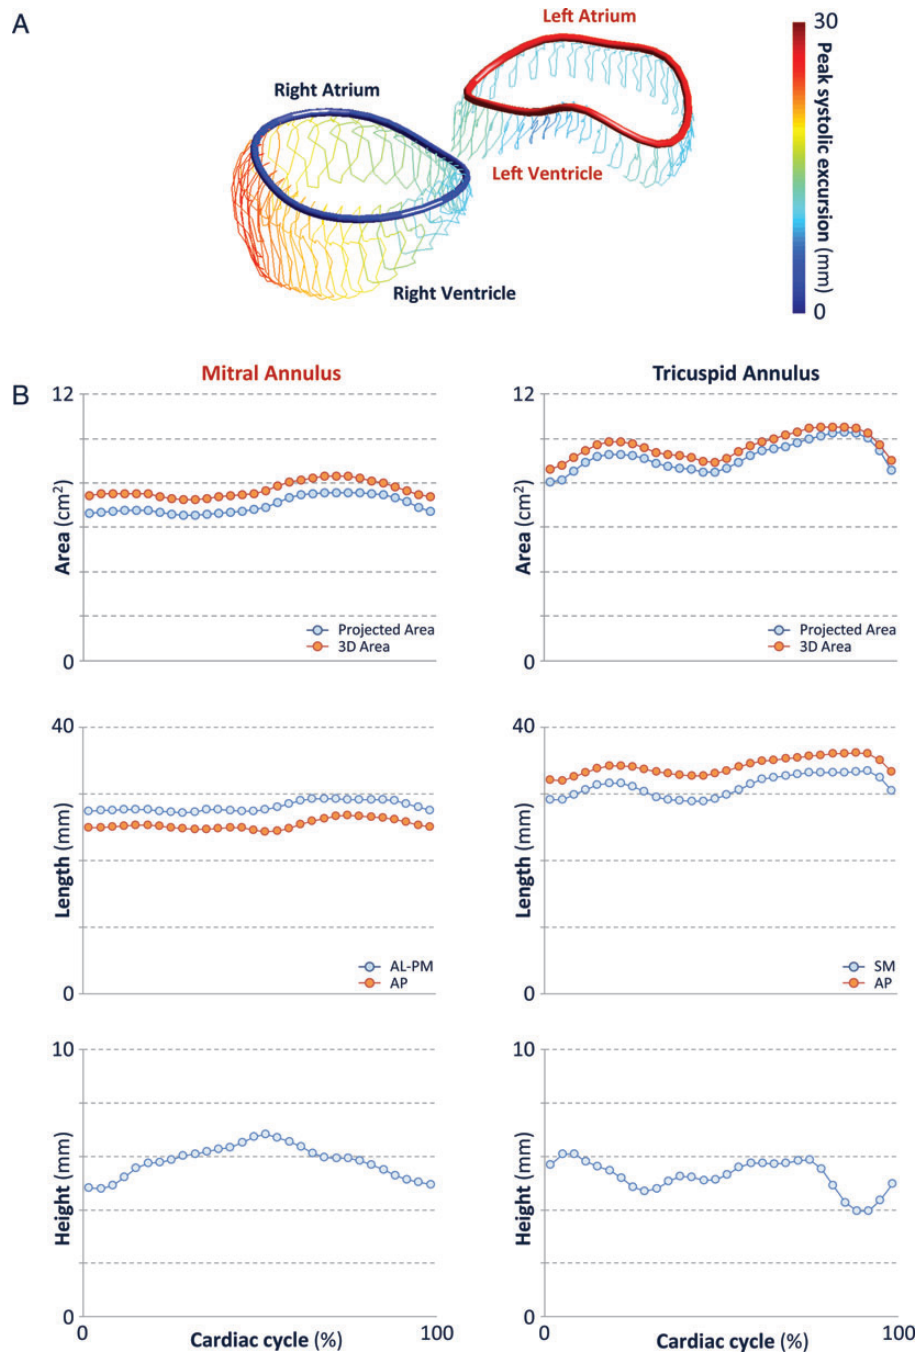 A
Left Atrium
Right Atrium
Left Ventricle
Right Ventricle
30
Peak systolic excursion (mm)
0
B
Mitral Annulus
Tricuspid Annulus
12
Area (cm²)
0
Projected Area
3D Area
12
Area (cm²)
0
Projected Area
3D Area
40
Length (mm)
0
AL-PM
AP
40
Length (mm)
0
SM
AP
10
Height (mm)
0
0
100
Cardiac cycle (%)
10
Height (mm)
0
0
100
Cardiac cycle (%)